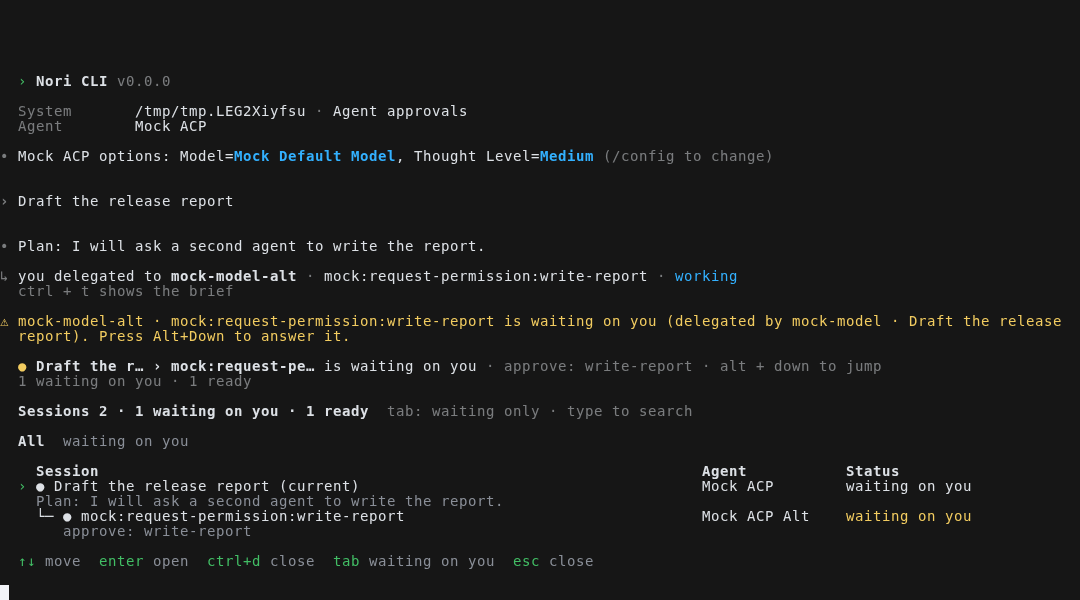 › Nori CLI v0.0.0
System /tmp/tmp.LEG2Xiyfsu · Agent approvals
Agent Mock ACP
• Mock ACP options: Model=Mock Default Model, Thought Level=Medium (/config to change)
› Draft the release report
• Plan: I will ask a second agent to write the report.
↳ you delegated to mock-model-alt · mock:request-permission:write-report · working
ctrl + t shows the brief
⚠ mock-model-alt · mock:request-permission:write-report is waiting on you (delegated by mock-model · Draft the release
report). Press Alt+Down to answer it.
● Draft the r… › mock:request-pe… is waiting on you · approve: write-report · alt + down to jump
1 waiting on you · 1 ready
Sessions 2 · 1 waiting on you · 1 ready tab: waiting only · type to search
All waiting on you
Session Agent Status
› ● Draft the release report (current) Mock ACP waiting on you
Plan: I will ask a second agent to write the report.
└─ ● mock:request-permission:write-report Mock ACP Alt waiting on you
approve: write-report
↑↓ move enter open ctrl+d close tab waiting on you esc close